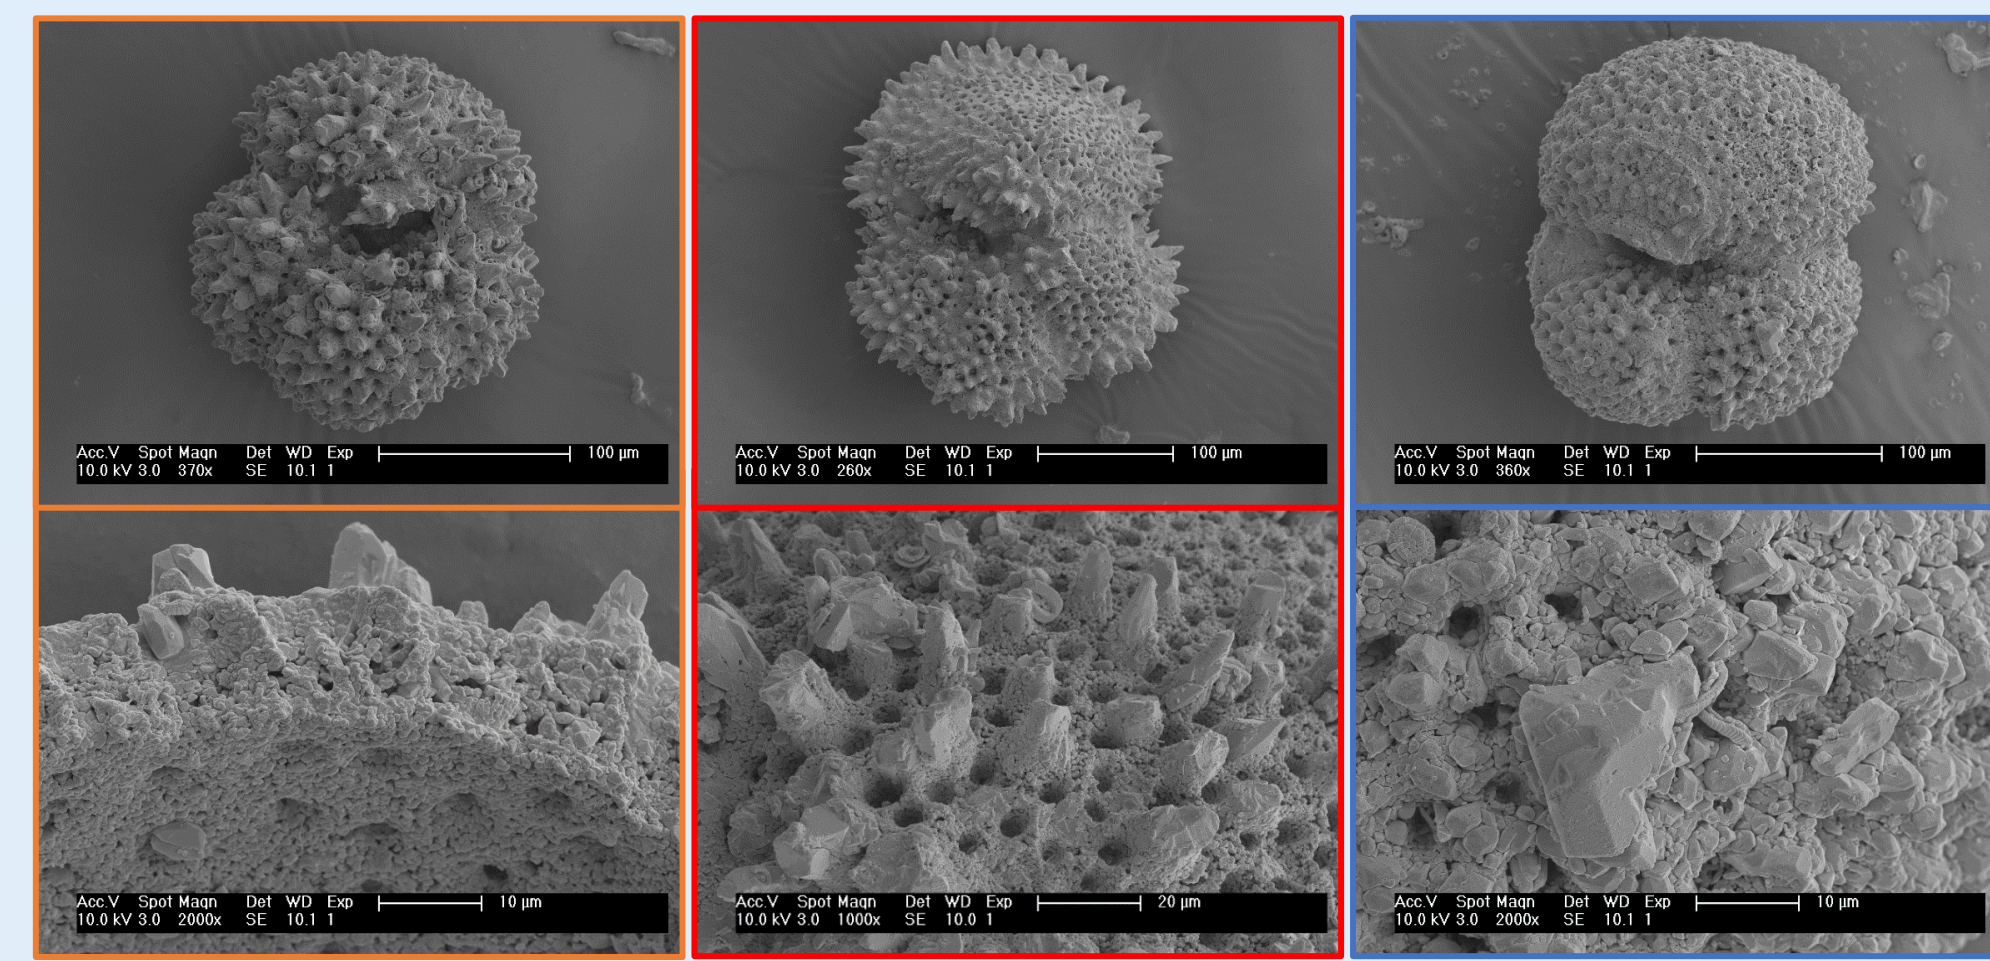 Acc.V Spot Magn Det WD Exp 100 µm
10.0 kV 3.0 370x SE 10.1 1
Acc.V Spot Magn Det WD Exp 100 µm
10.0 kV 3.0 260x SE 10.1 1
Acc.V Spot Magn Det WD Exp 100 µm
10.0 kV 3.0 360x SE 10.1 1
Acc.V Spot Magn Det WD Exp 10 µm
10.0 kV 3.0 2000x SE 10.1 1
Acc.V Spot Magn Det WD Exp 20 µm
10.0 kV 3.0 1000x SE 10.0 1
Acc.V Spot Magn Det WD Exp 10 µm
10.0 kV 3.0 2000x SE 10.1 1